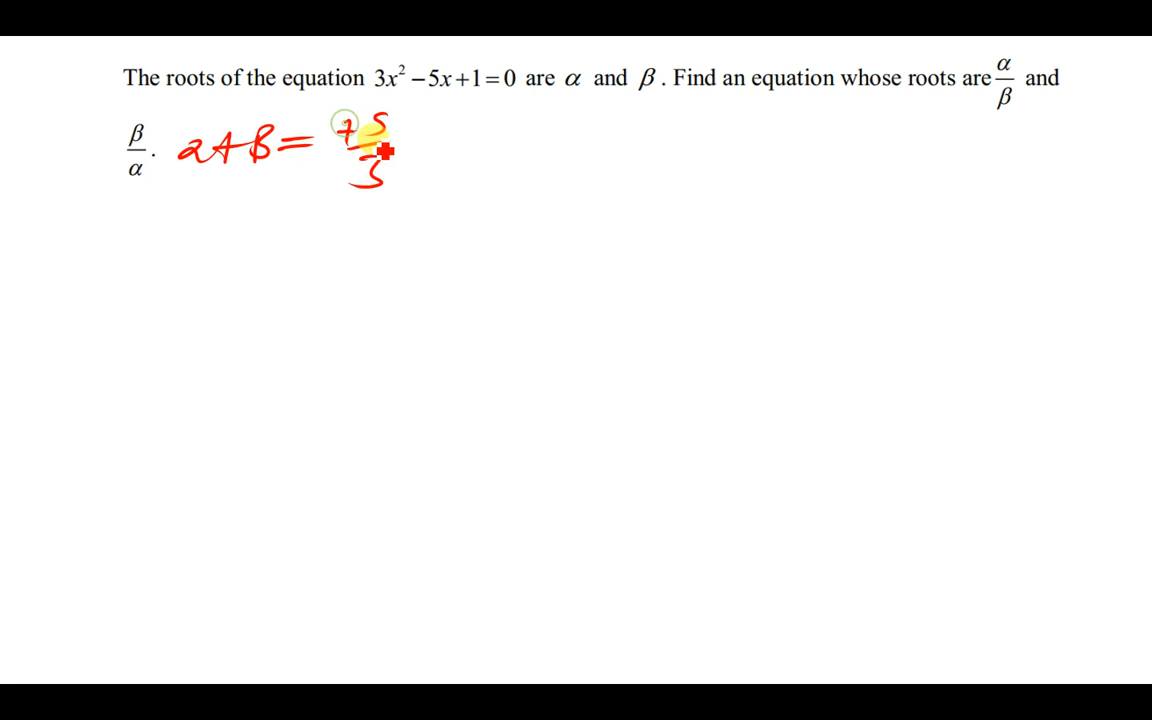 The roots of the equation 3x² − 5x + 1 = 0 are α and β. Find an equation whose roots are α/β and
β/α. α + β = +5/3